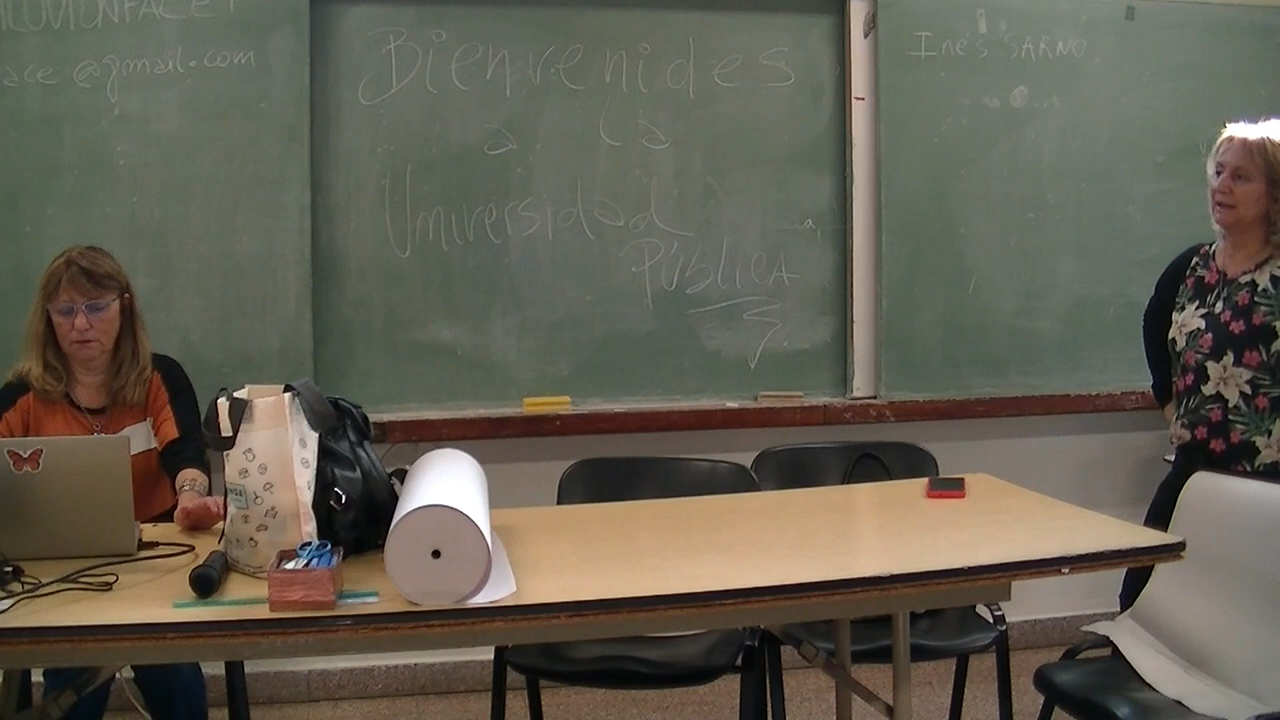 ace @gmail.com
Bienvenides
a la
Universidad
PÚBLICA
Inés SARNO